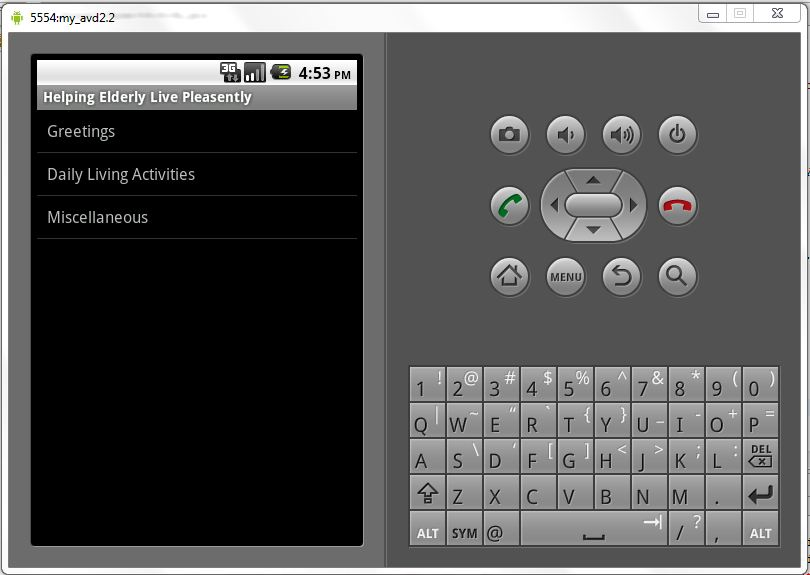 5554:my_avd2.2
3G 4:53 PM
Helping Elderly Live Pleasently
Greetings
Daily Living Activities
Miscellaneous
MENU
1 ! 2 @ 3 # 4 $ 5 % 6 ^ 7 & 8 * 9 ( 0 )
Q | W ~ E “ R ` T { Y } U _ I - O + P =
A S \ D ‘ F [ G ] H < J > K ; L : DEL
Z X C V B N M .
ALT SYM @ / ? , ALT